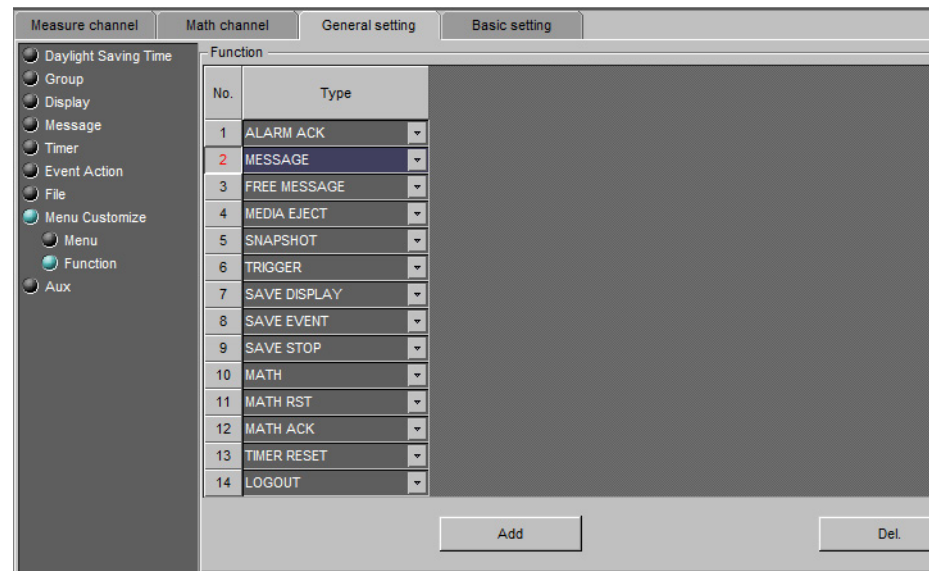 Measure channel Math channel General setting Basic setting
Daylight Saving Time
Group
Display
Message
Timer
Event Action
File
Menu Customize
Menu
Function
Aux
Function
No. Type
1 ALARM ACK
2 MESSAGE
3 FREE MESSAGE
4 MEDIA EJECT
5 SNAPSHOT
6 TRIGGER
7 SAVE DISPLAY
8 SAVE EVENT
9 SAVE STOP
10 MATH
11 MATH RST
12 MATH ACK
13 TIMER RESET
14 LOGOUT
Add Del.